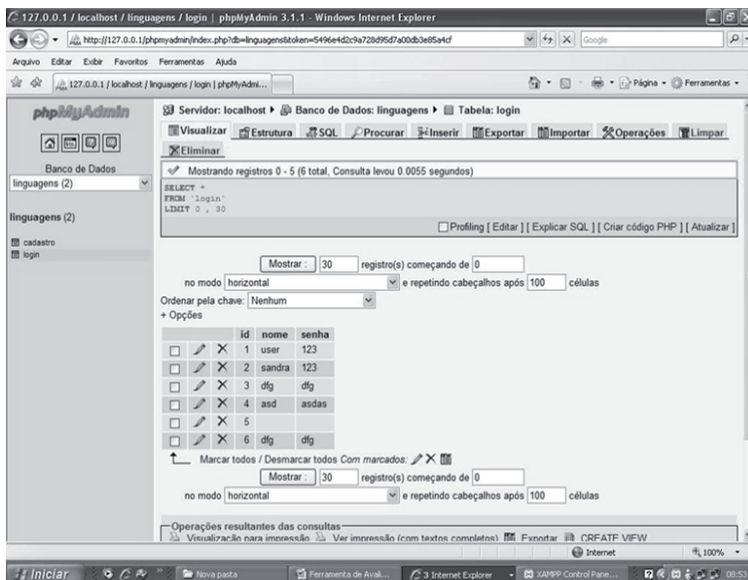 127.0.0.1 / localhost / linguagens / login | phpMyAdmin 3.1.1 - Windows Internet Explorer
http://127.0.0.1/phpmyadmin/index.php?db=linguagens&token=5496e4d2c9a728d95d7a00db3e85a4cf
Google
Arquivo Editar Exibir Favoritos Ferramentas Ajuda
127.0.0.1 / localhost / linguagens / login | phpMyAdmi...
Página
Ferramentas
phpMyAdmin
Banco de Dados
linguagens (2)
linguagens (2)
cadastro
login
Servidor: localhost Banco de Dados: linguagens Tabela: login
Visualizar Estrutura SQL Procurar Inserir Exportar Importar Operações Limpar
Eliminar
Mostrando registros 0 - 5 (6 total, Consulta levou 0.0055 segundos)
SELECT *
FROM `login`
LIMIT 0 , 30
Profiling [ Editar ] [ Explicar SQL ] [ Criar código PHP ] [ Atualizar ]
Mostrar : 30 registro(s) começando de 0
no modo horizontal e repetindo cabeçalhos após 100 células
Ordenar pela chave: Nenhum
+ Opções
id nome senha
1 user 123
2 sandra 123
3 dfg dfg
4 asd asdas
5
6 dfg dfg
Marcar todos / Desmarcar todos Com marcados:
Mostrar : 30 registro(s) começando de 0
no modo horizontal e repetindo cabeçalhos após 100 células
Operações resultantes das consultas
Visualização para impressão Ver impressão (com textos completos) Exportar CREATE VIEW
Internet 100%
Iniciar Nova pasta Ferramenta de Avali... 3 Internet Explorer XAMPP Control Pane...